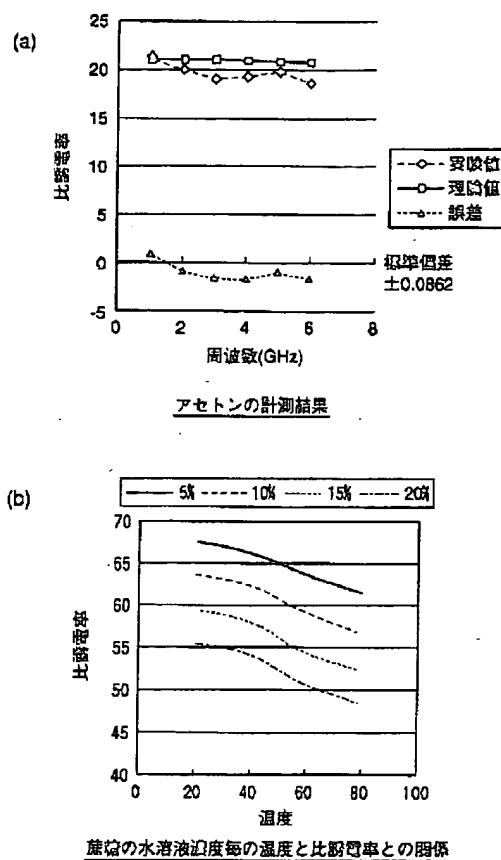 (a)
25
20
15
10
5
0
-5
比誘電率
0 2 4 6 8
周波数(GHz)
実験値
理論値
誤差
標準偏差
±0.0862
アセトンの計測結果
(b)
5% 10% 15% 20%
70
65
60
55
50
45
40
比誘電率
0 20 40 60 80 100
温度
蔗糖の水溶液濃度毎の温度と比誘電率との関係